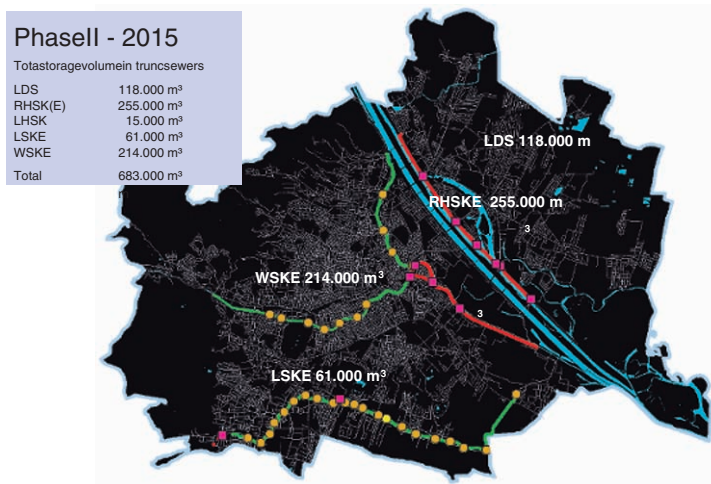 PhaseII - 2015
Totastoragevolumein truncsewers
LDS 118.000 m³
RHSK(E) 255.000 m³
LHSK 15.000 m³
LSKE 61.000 m³
WSKE 214.000 m³
Total 683.000 m³
LDS 118.000 m
RHSKE 255.000 m
3
WSKE 214.000 m³
3
LSKE 61.000 m³